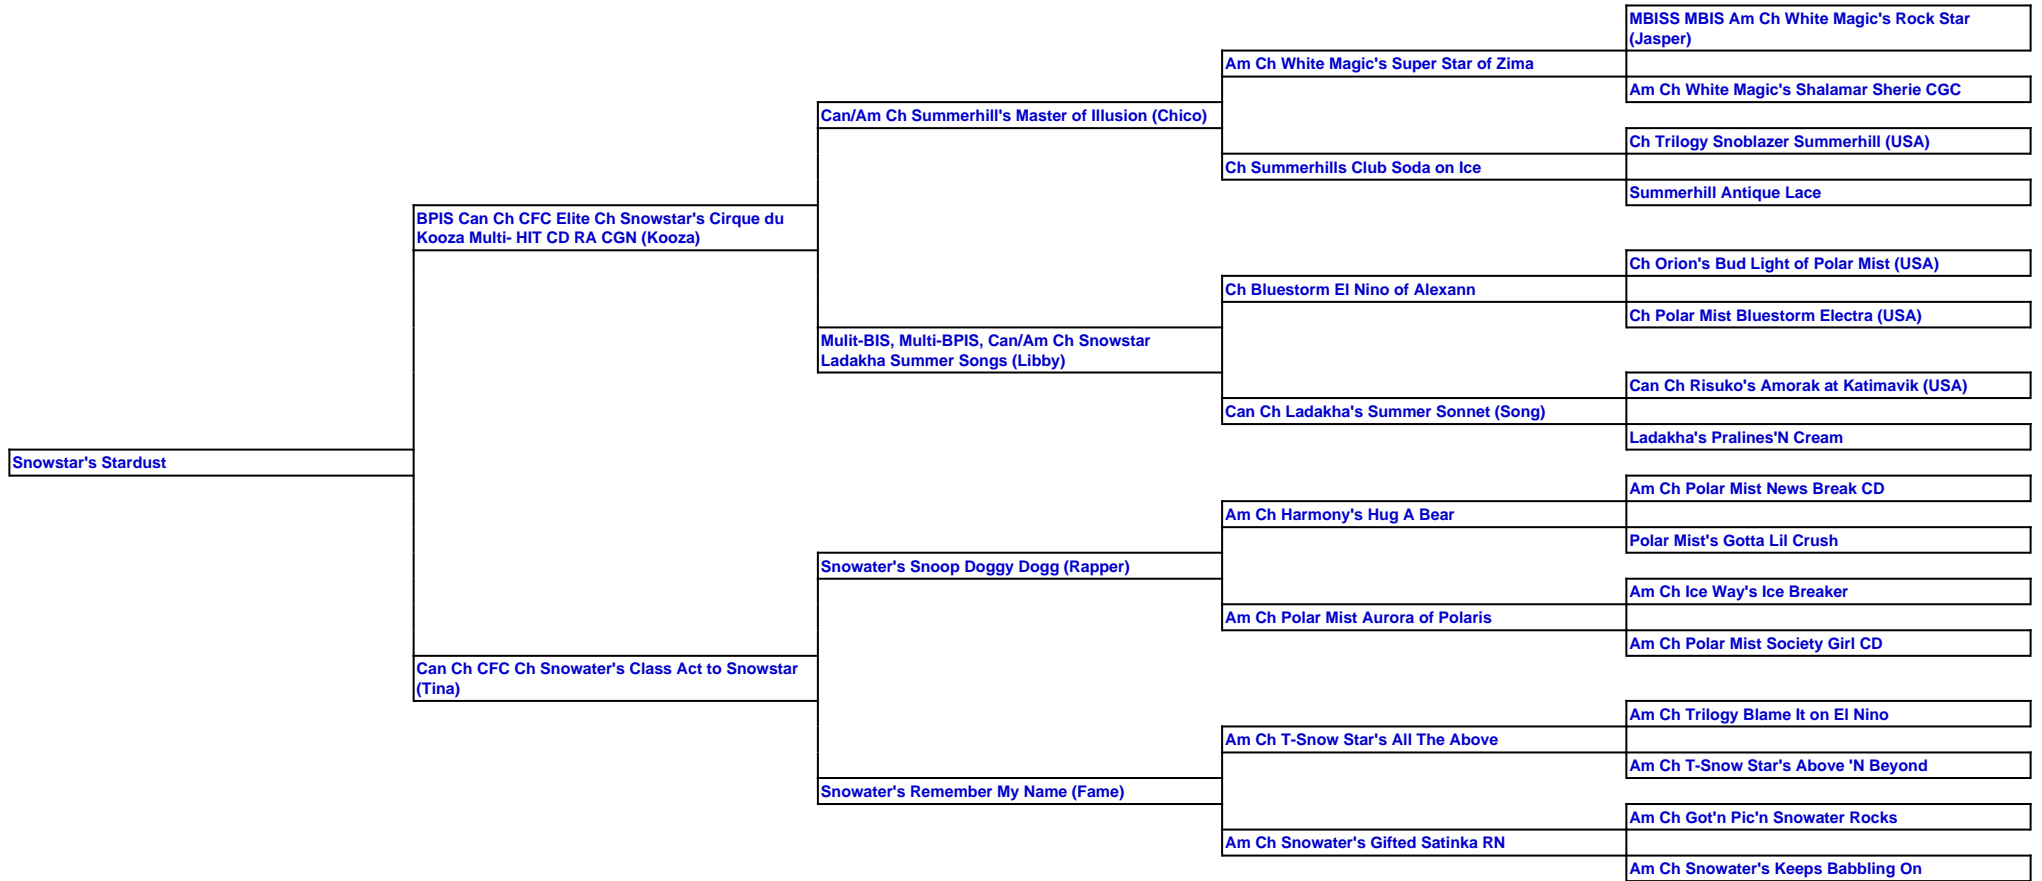 MBISS MBIS Am Ch White Magic's Rock Star
(Jasper)
Am Ch White Magic's Super Star of Zima
Am Ch White Magic's Shalamar Sherie CGC
Can/Am Ch Summerhill's Master of Illusion (Chico)
Ch Trilogy Snoblazer Summerhill (USA)
Ch Summerhills Club Soda on Ice
Summerhill Antique Lace
BPIS Can Ch CFC Elite Ch Snowstar's Cirque du
Kooza Multi- HIT CD RA CGN (Kooza)
Ch Orion's Bud Light of Polar Mist (USA)
Ch Bluestorm El Nino of Alexann
Ch Polar Mist Bluestorm Electra (USA)
Mulit-BIS, Multi-BPIS, Can/Am Ch Snowstar
Ladakha Summer Songs (Libby)
Can Ch Risuko's Amorak at Katimavik (USA)
Can Ch Ladakha's Summer Sonnet (Song)
Ladakha's Pralines'N Cream
Snowstar's Stardust
Am Ch Polar Mist News Break CD
Am Ch Harmony's Hug A Bear
Polar Mist's Gotta Lil Crush
Snowater's Snoop Doggy Dogg (Rapper)
Am Ch Ice Way's Ice Breaker
Am Ch Polar Mist Aurora of Polaris
Am Ch Polar Mist Society Girl CD
Can Ch CFC Ch Snowater's Class Act to Snowstar
(Tina)
Am Ch Trilogy Blame It on El Nino
Am Ch T-Snow Star's All The Above
Am Ch T-Snow Star's Above 'N Beyond
Snowater's Remember My Name (Fame)
Am Ch Got'n Pic'n Snowater Rocks
Am Ch Snowater's Gifted Satinka RN
Am Ch Snowater's Keeps Babbling On